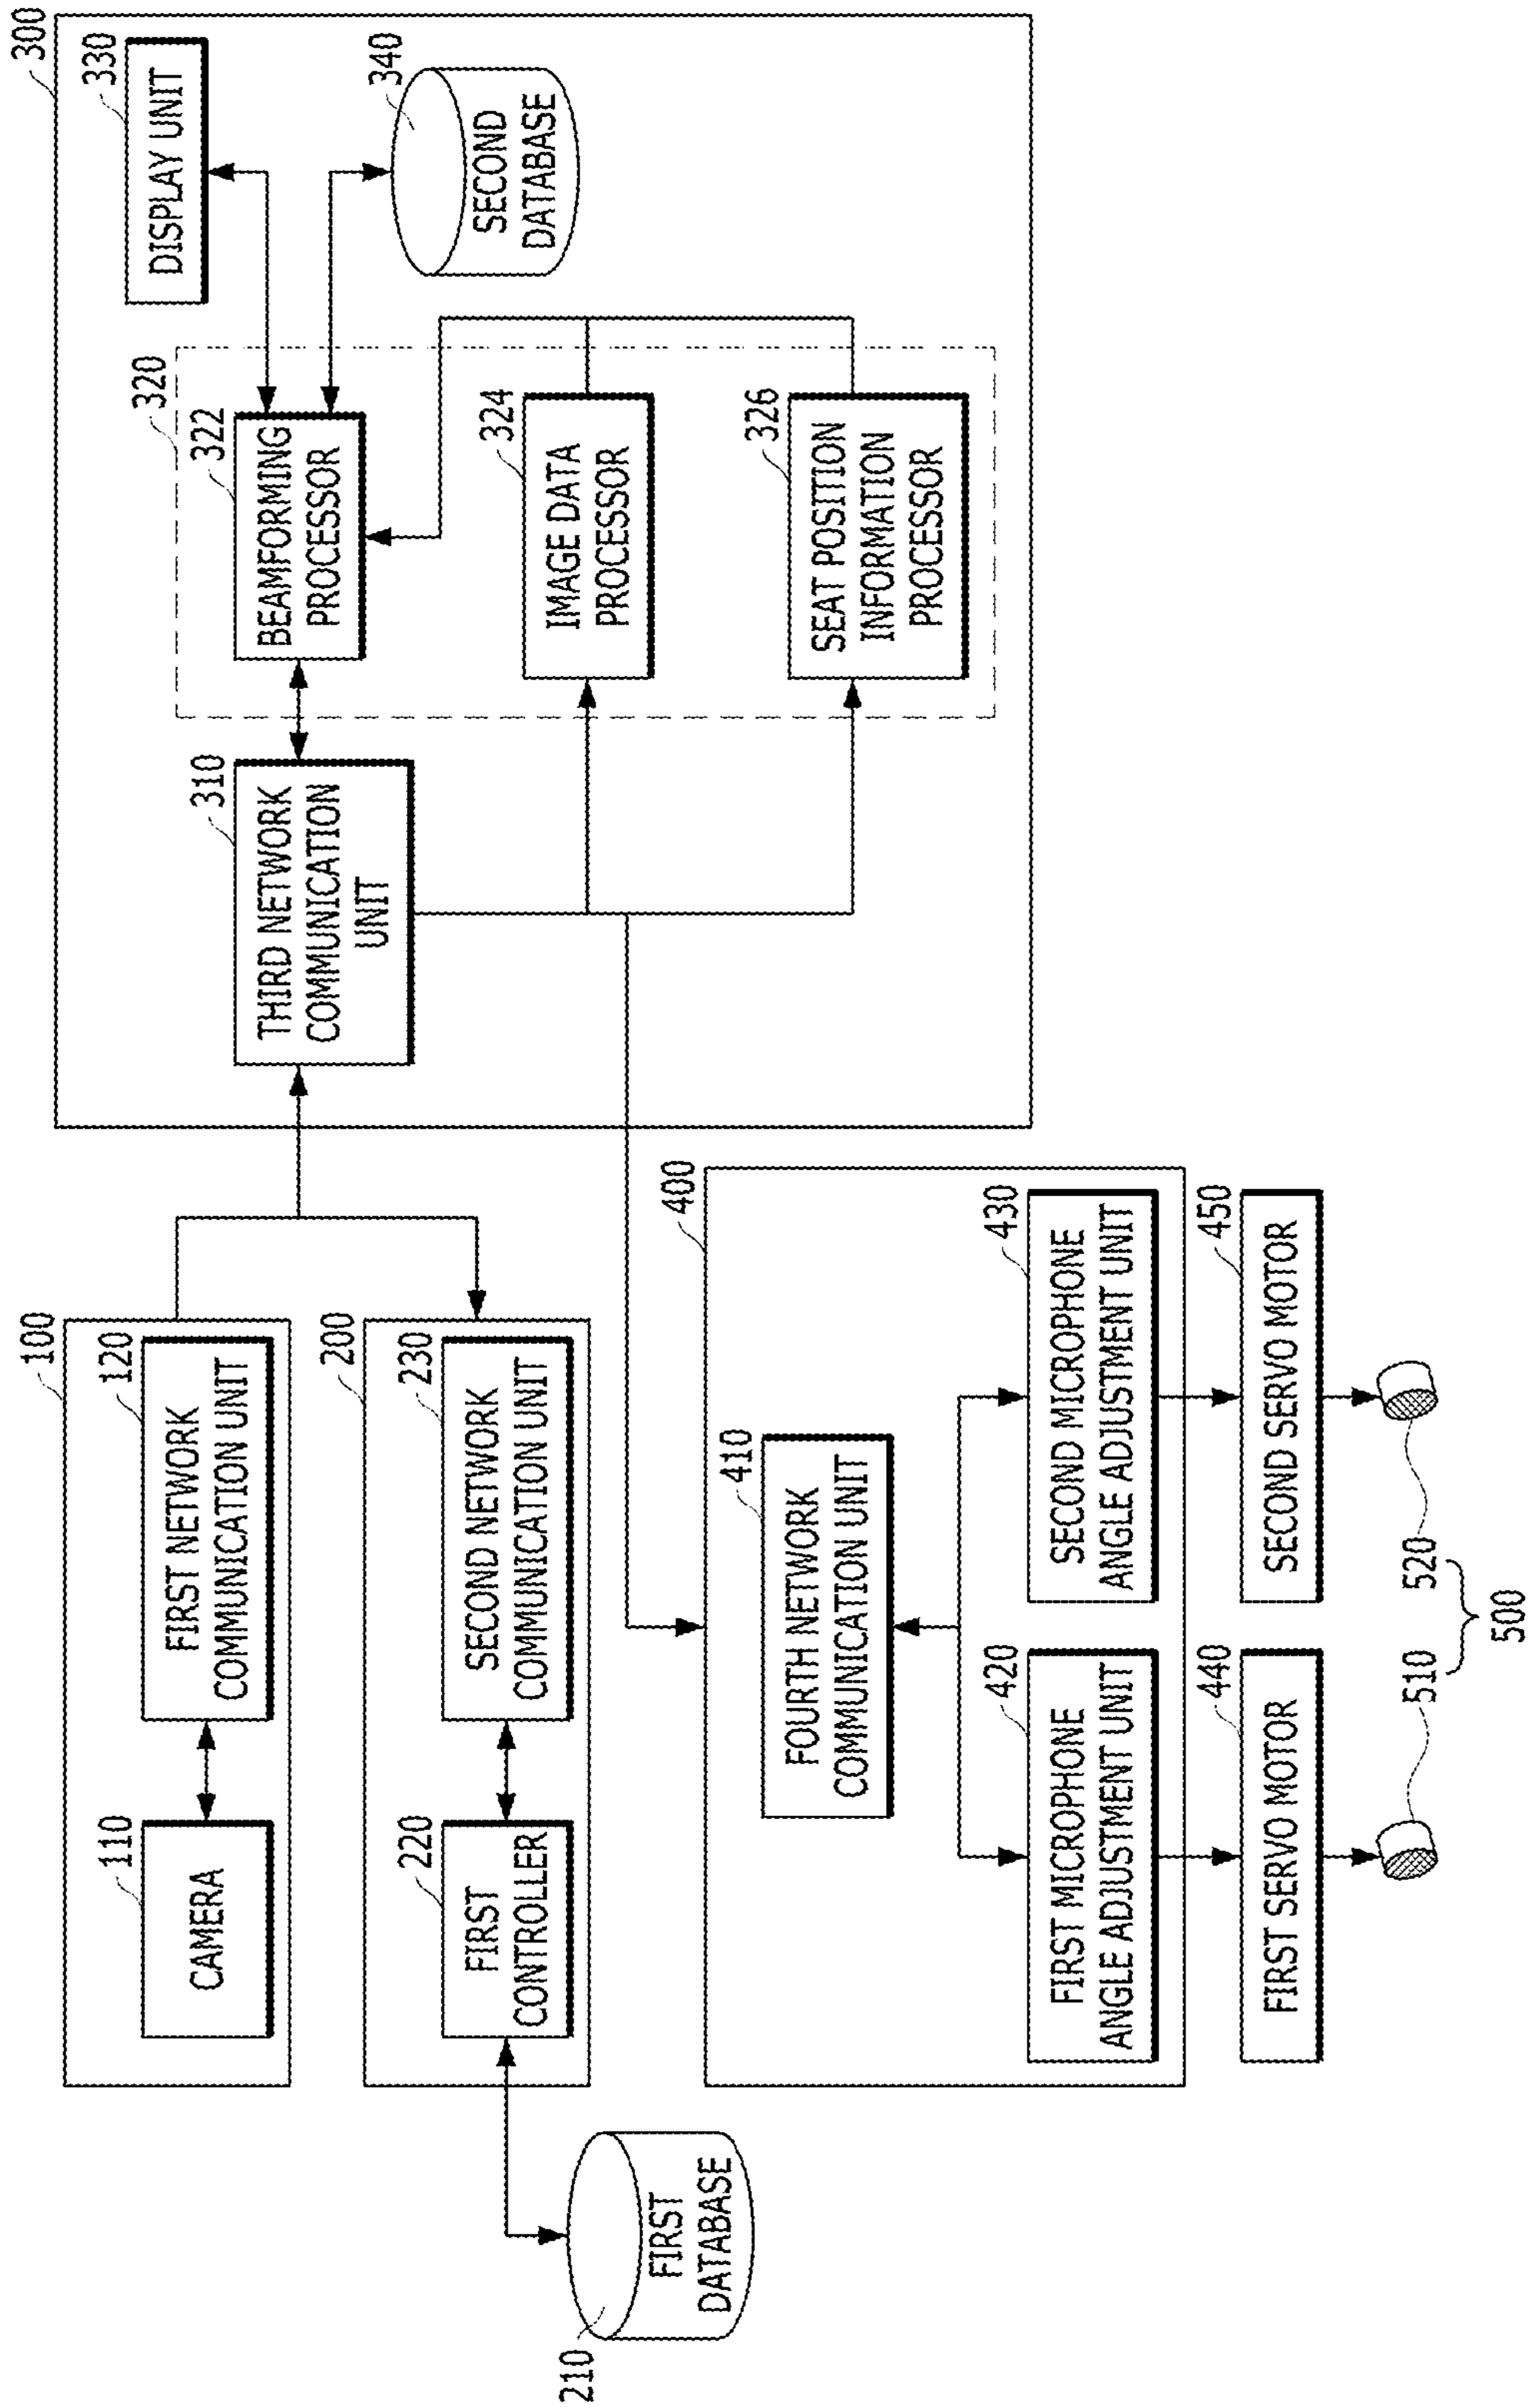 100
110
CAMERA
120
FIRST NETWORK
COMMUNICATION UNIT
200
220
FIRST
CONTROLLER
230
SECOND NETWORK
COMMUNICATION UNIT
210
FIRST
DATABASE
300
310
THIRD NETWORK
COMMUNICATION
UNIT
320
322
BEAMFORMING
PROCESSOR
324
IMAGE DATA
PROCESSOR
326
SEAT POSITION
INFORMATION
PROCESSOR
330
DISPLAY UNIT
340
SECOND
DATABASE
400
410
FOURTH NETWORK
COMMUNICATION UNIT
420
FIRST MICROPHONE
ANGLE ADJUSTMENT UNIT
430
SECOND MICROPHONE
ANGLE ADJUSTMENT UNIT
440
FIRST SERVO MOTOR
450
SECOND SERVO MOTOR
510
520
500